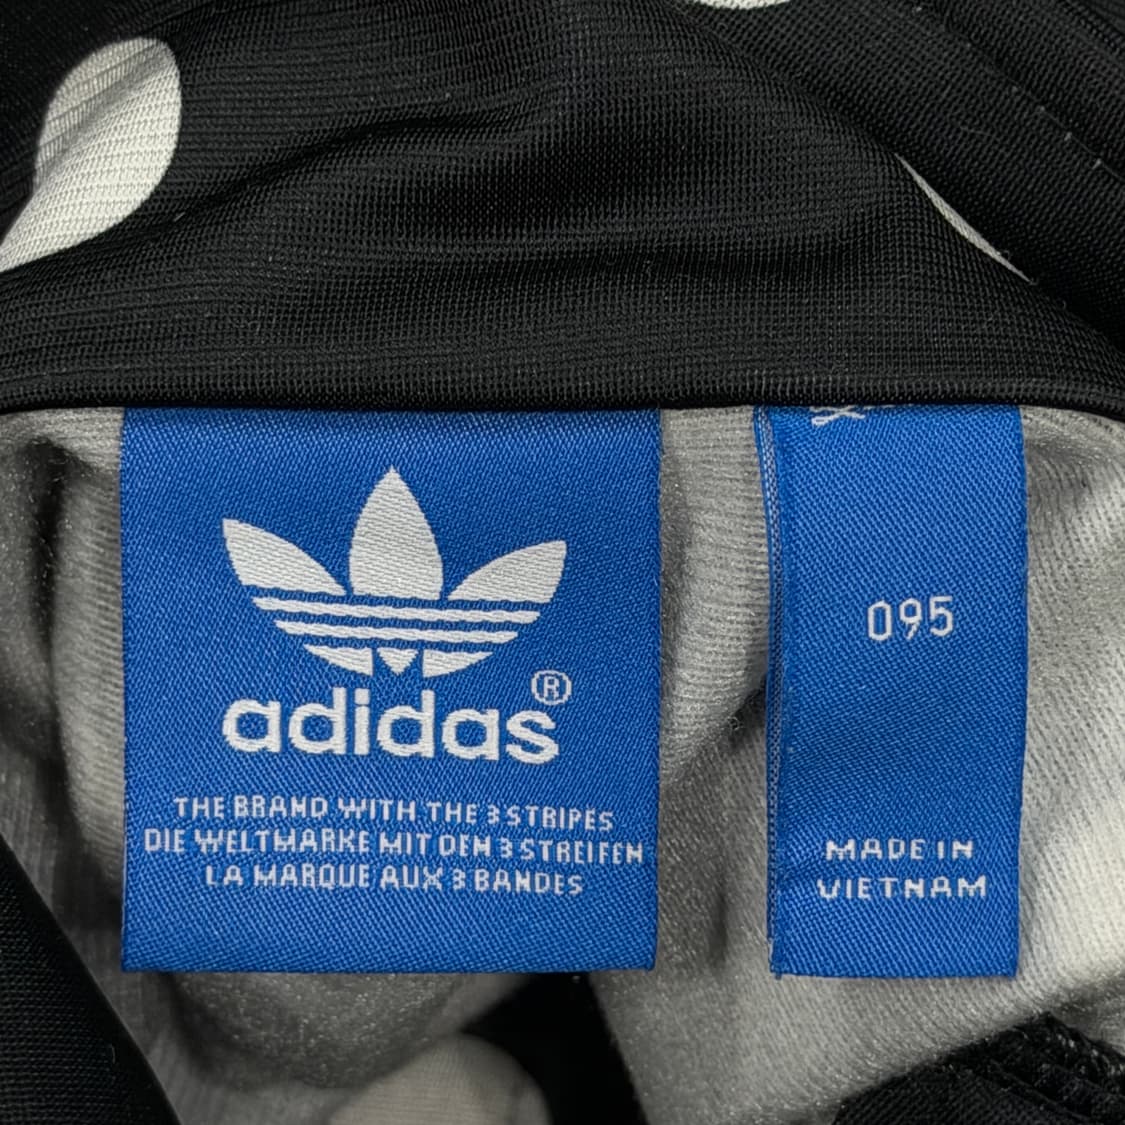 adidas®
THE BRAND WITH THE 3 STRIPES
DIE WELTMARKE MIT DEN 3 STREIFEN
LA MARQUE AUX 3 BANDES
095
MADE IN
VIETNAM